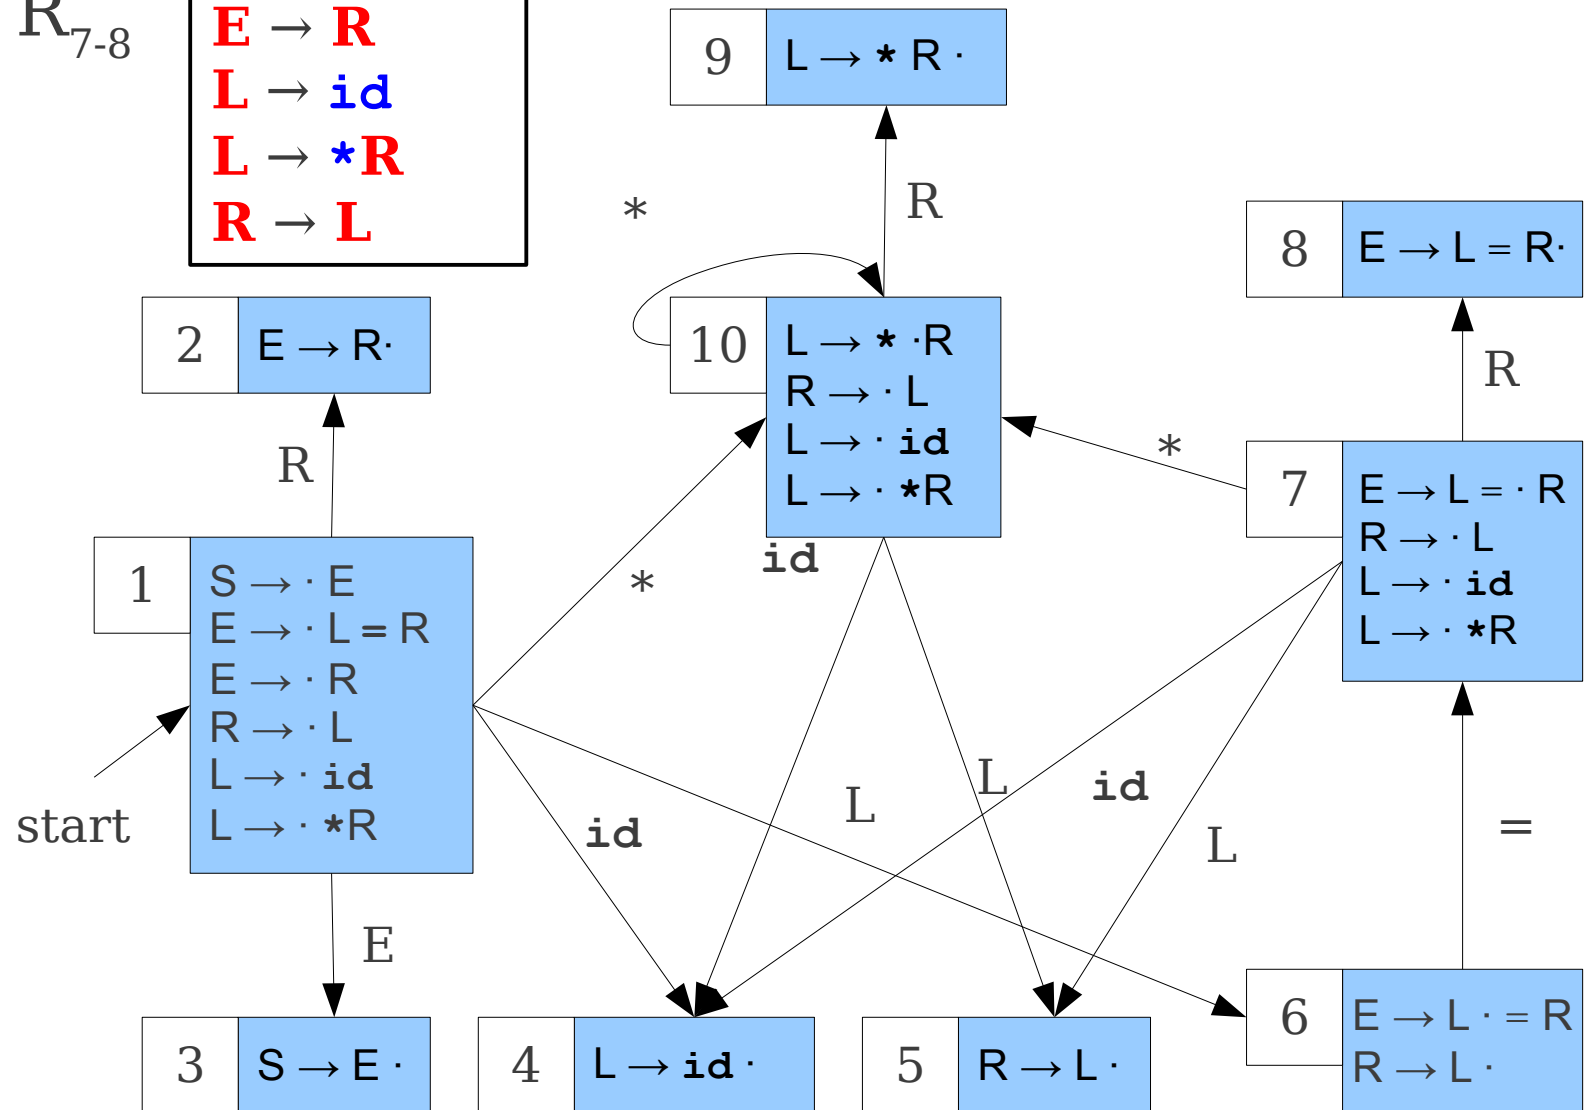 R7-8
E → R
L → id
L → *R
R → L
9
L → * R ·
*
R
8
E → L = R·
2
E → R·
10
L → * ·R
R → · L
L → · id
L → · *R
R
R
*
7
E → L = · R
R → · L
L → · id
L → · *R
1
S → · E
E → · L = R
E → · R
R → · L
L → · id
L → · *R
id
*
start
id
L
L
id
L
=
E
3
S → E ·
4
L → id ·
5
R → L ·
6
E → L · = R
R → L ·